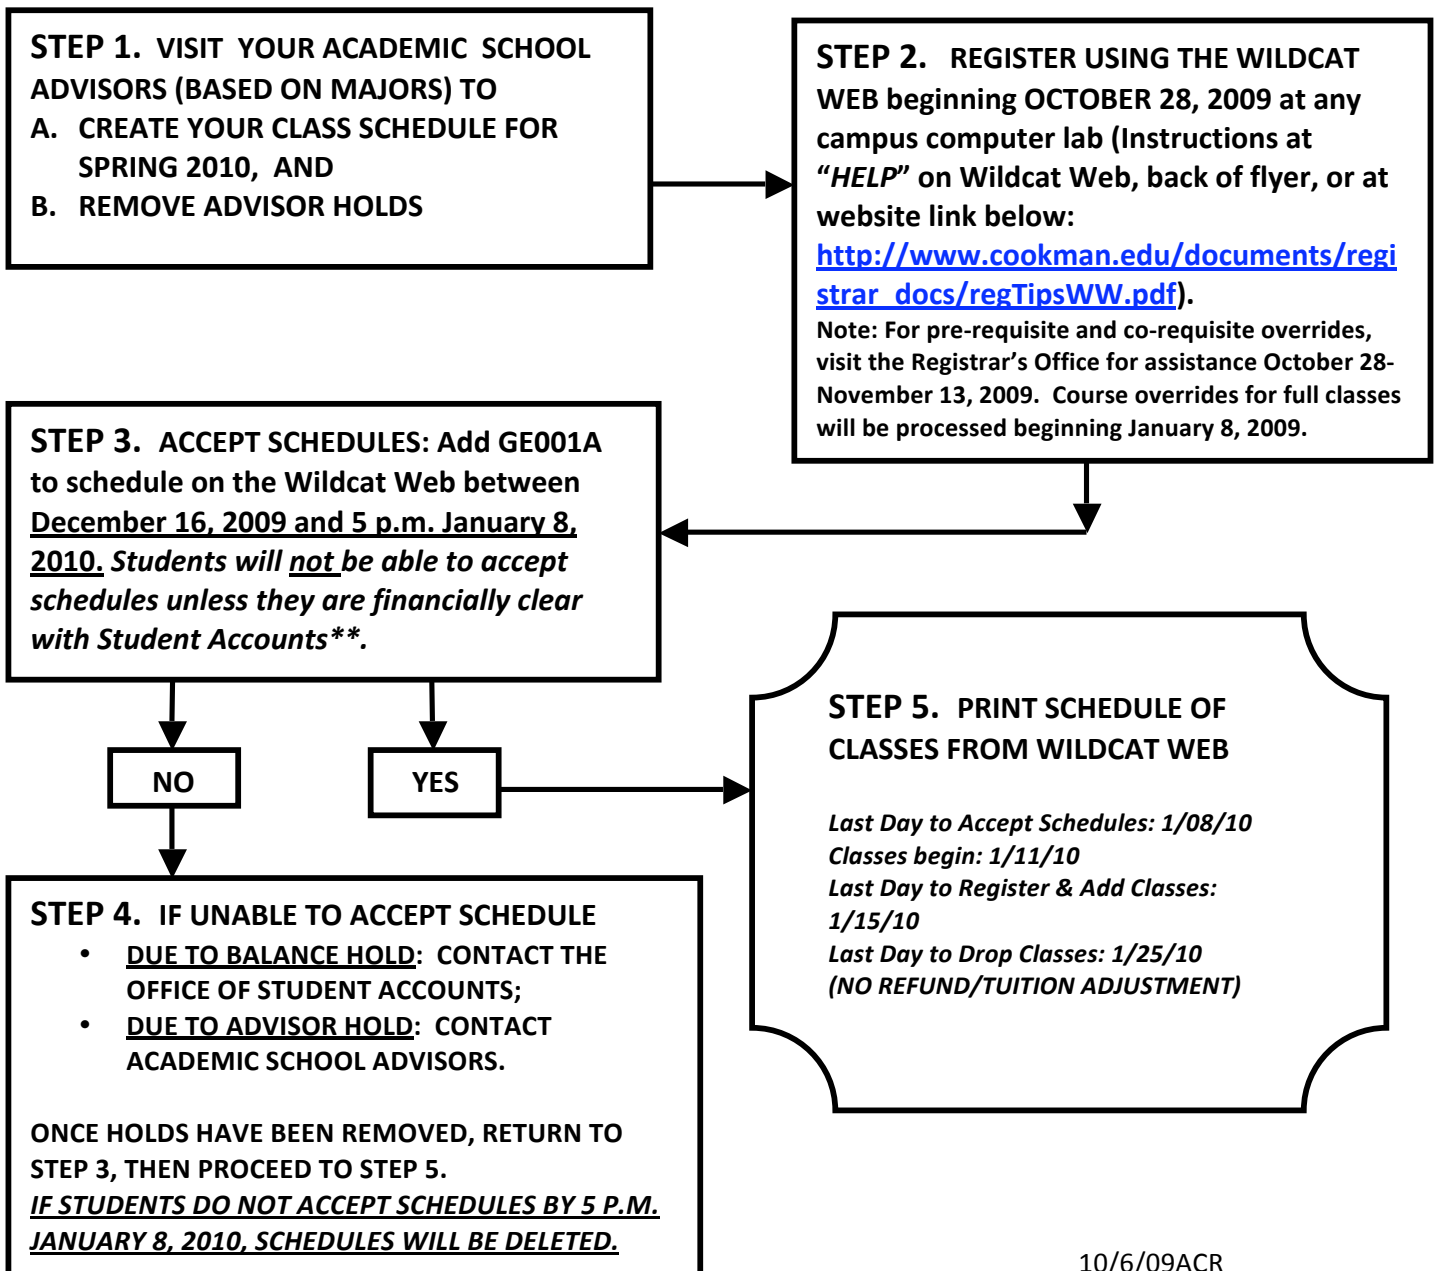 STEP 1. VISIT YOUR ACADEMIC SCHOOL
ADVISORS (BASED ON MAJORS) TO
A. CREATE YOUR CLASS SCHEDULE FOR
SPRING 2010, AND
B. REMOVE ADVISOR HOLDS
STEP 2. REGISTER USING THE WILDCAT
WEB beginning OCTOBER 28, 2009 at any
campus computer lab (Instructions at
“HELP” on Wildcat Web, back of flyer, or at
website link below:
http://www.cookman.edu/documents/regi
strar_docs/regTipsWW.pdf).
Note: For pre-requisite and co-requisite overrides,
visit the Registrar’s Office for assistance October 28-
November 13, 2009. Course overrides for full classes
will be processed beginning January 8, 2009.
STEP 3. ACCEPT SCHEDULES: Add GE001A
to schedule on the Wildcat Web between
December 16, 2009 and 5 p.m. January 8,
2010. Students will not be able to accept
schedules unless they are financially clear
with Student Accounts**.
NO
YES
STEP 4. IF UNABLE TO ACCEPT SCHEDULE
• DUE TO BALANCE HOLD: CONTACT THE
OFFICE OF STUDENT ACCOUNTS;
• DUE TO ADVISOR HOLD: CONTACT
ACADEMIC SCHOOL ADVISORS.
ONCE HOLDS HAVE BEEN REMOVED, RETURN TO
STEP 3, THEN PROCEED TO STEP 5.
IF STUDENTS DO NOT ACCEPT SCHEDULES BY 5 P.M.
JANUARY 8, 2010, SCHEDULES WILL BE DELETED.
STEP 5. PRINT SCHEDULE OF
CLASSES FROM WILDCAT WEB
Last Day to Accept Schedules: 1/08/10
Classes begin: 1/11/10
Last Day to Register & Add Classes:
1/15/10
Last Day to Drop Classes: 1/25/10
(NO REFUND/TUITION ADJUSTMENT)
10/6/09ACR